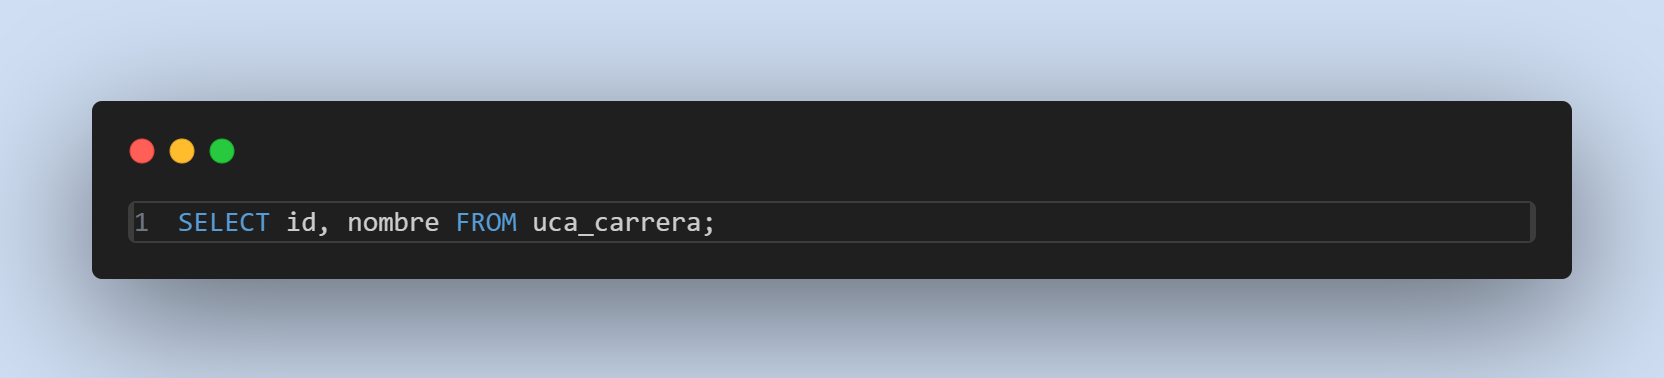 1 SELECT id, nombre FROM uca_carrera;